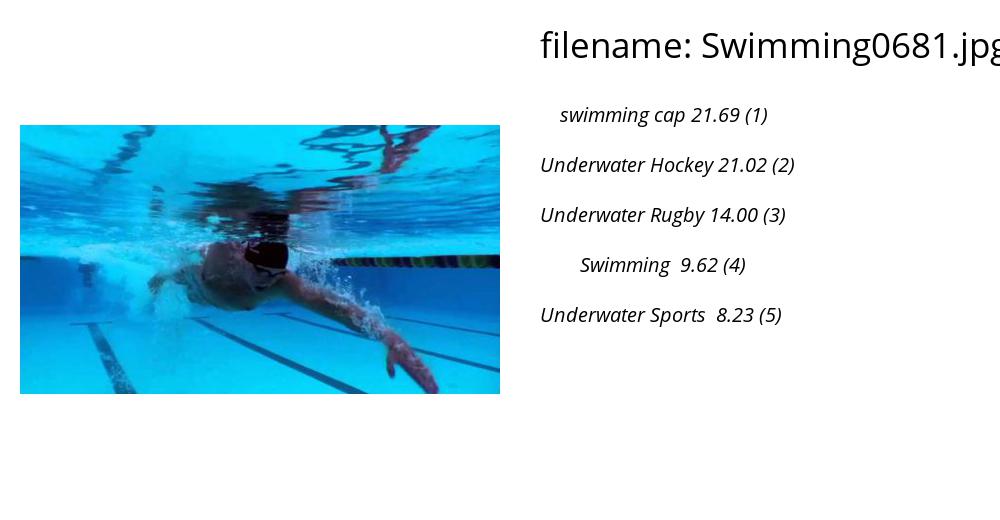 filename: Swimming0681.jpg
swimming cap 21.69 (1)
Underwater Hockey 21.02 (2)
Underwater Rugby 14.00 (3)
Swimming 9.62 (4)
Underwater Sports 8.23 (5)